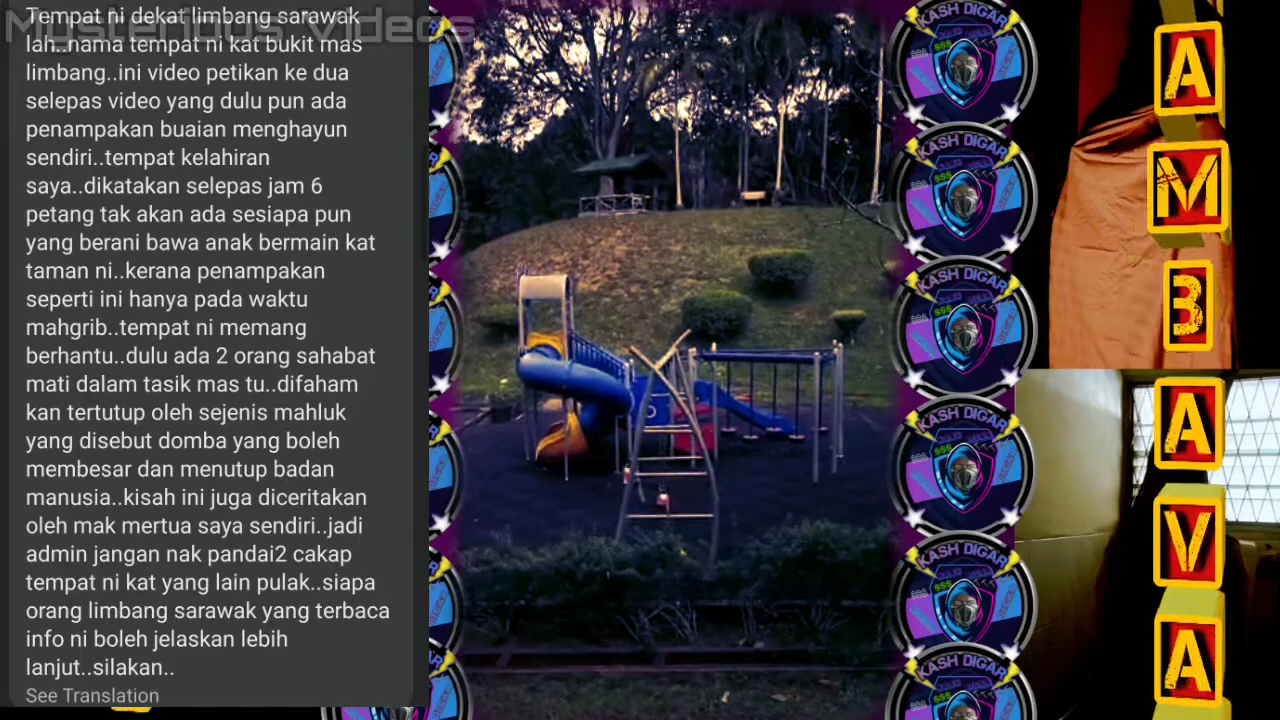 Mysterious videos
Tempat ni dekat limbang sarawak
lah..nama tempat ni kat bukit mas
limbang..ini video petikan ke dua
selepas video yang dulu pun ada
penampakan buaian menghayun
sendiri..tempat kelahiran
saya..dikatakan selepas jam 6
petang tak akan ada sesiapa pun
yang berani bawa anak bermain kat
taman ni..kerana penampakan
seperti ini hanya pada waktu
mahgrib..tempat ni memang
berhantu..dulu ada 2 orang sahabat
mati dalam tasik mas tu..difaham
kan tertutup oleh sejenis mahluk
yang disebut domba yang boleh
membesar dan menutup badan
manusia..kisah ini juga diceritakan
oleh mak mertua saya sendiri..jadi
admin jangan nak pandai2 cakap
tempat ni kat yang lain pulak..siapa
orang limbang sarawak yang terbaca
info ni boleh jelaskan lebih
lanjut..silakan..
See Translation
KASH DIGAR
$$$
KASH DIGAR
$$$
KASH DIGAR
$$$
KASH DIGAR
$$$
KASH DIGAR
$$$
KASH DIGAR
$$$
A
M
B
A
V
A